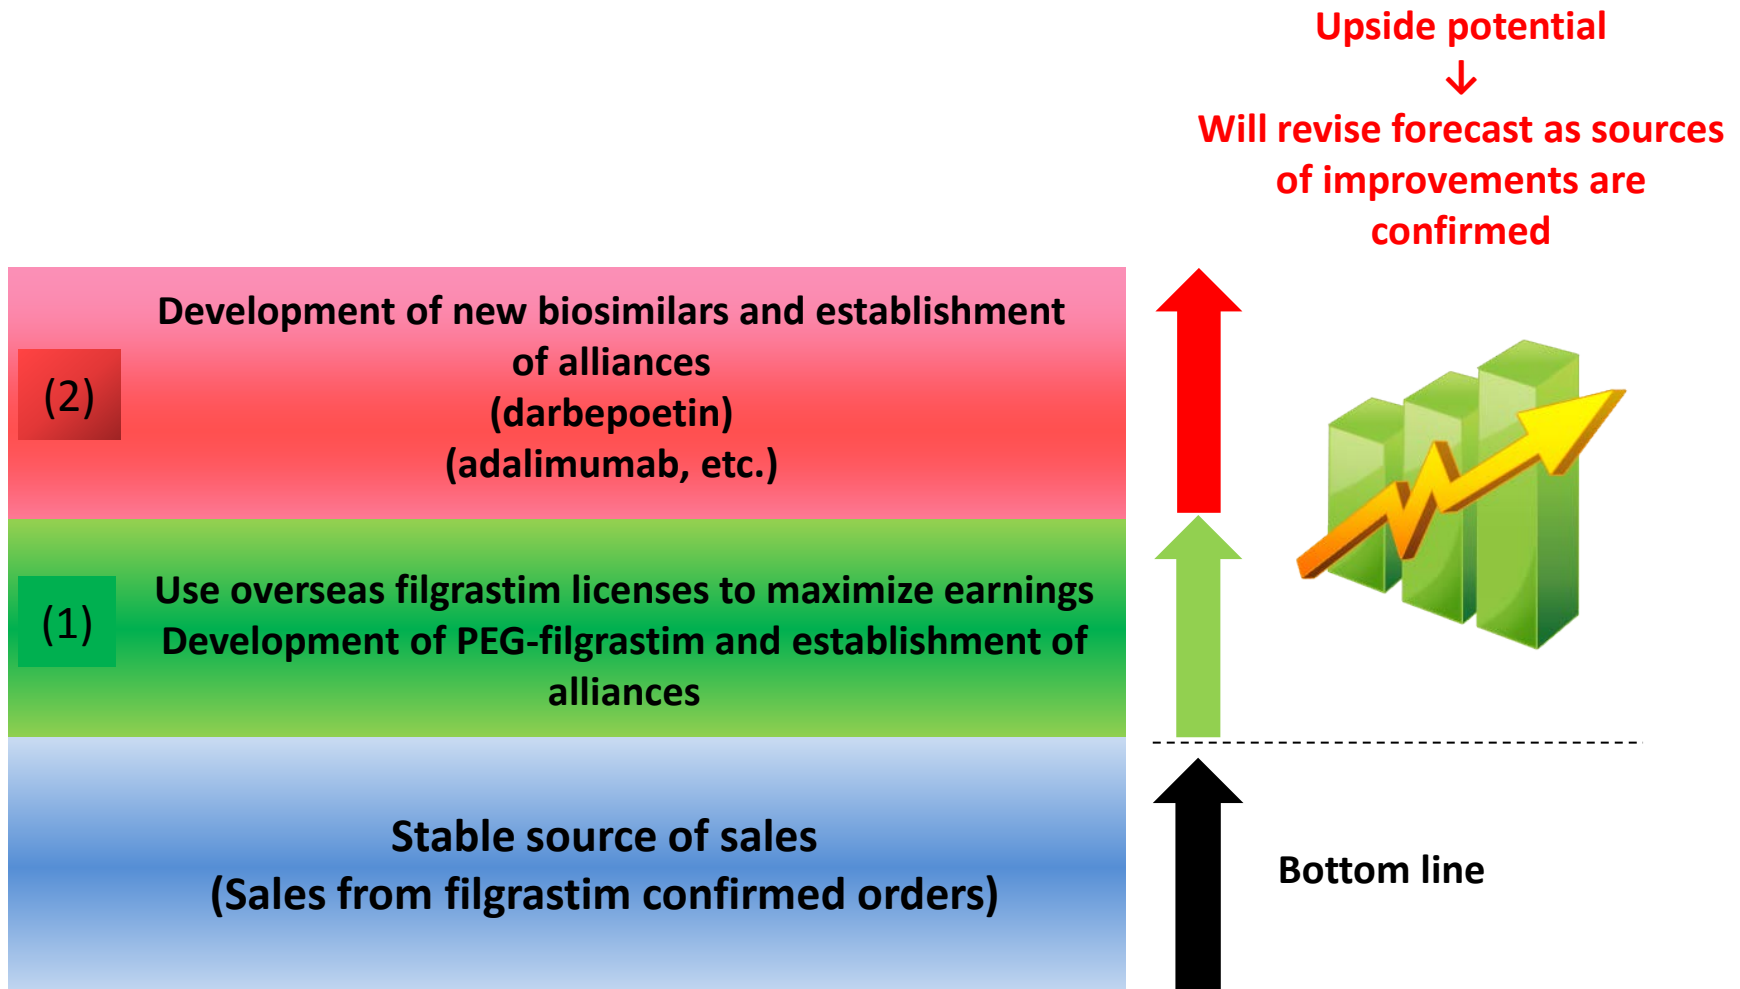 Upside potential
↓
Will revise forecast as sources
of improvements are
confirmed
Development of new biosimilars and establishment
of alliances
(2)
(darbepoetin)
(adalimumab, etc.)
Use overseas filgrastim licenses to maximize earnings
(1)
Development of PEG-filgrastim and establishment of
alliances
Stable source of sales
(Sales from filgrastim confirmed orders)
Bottom line